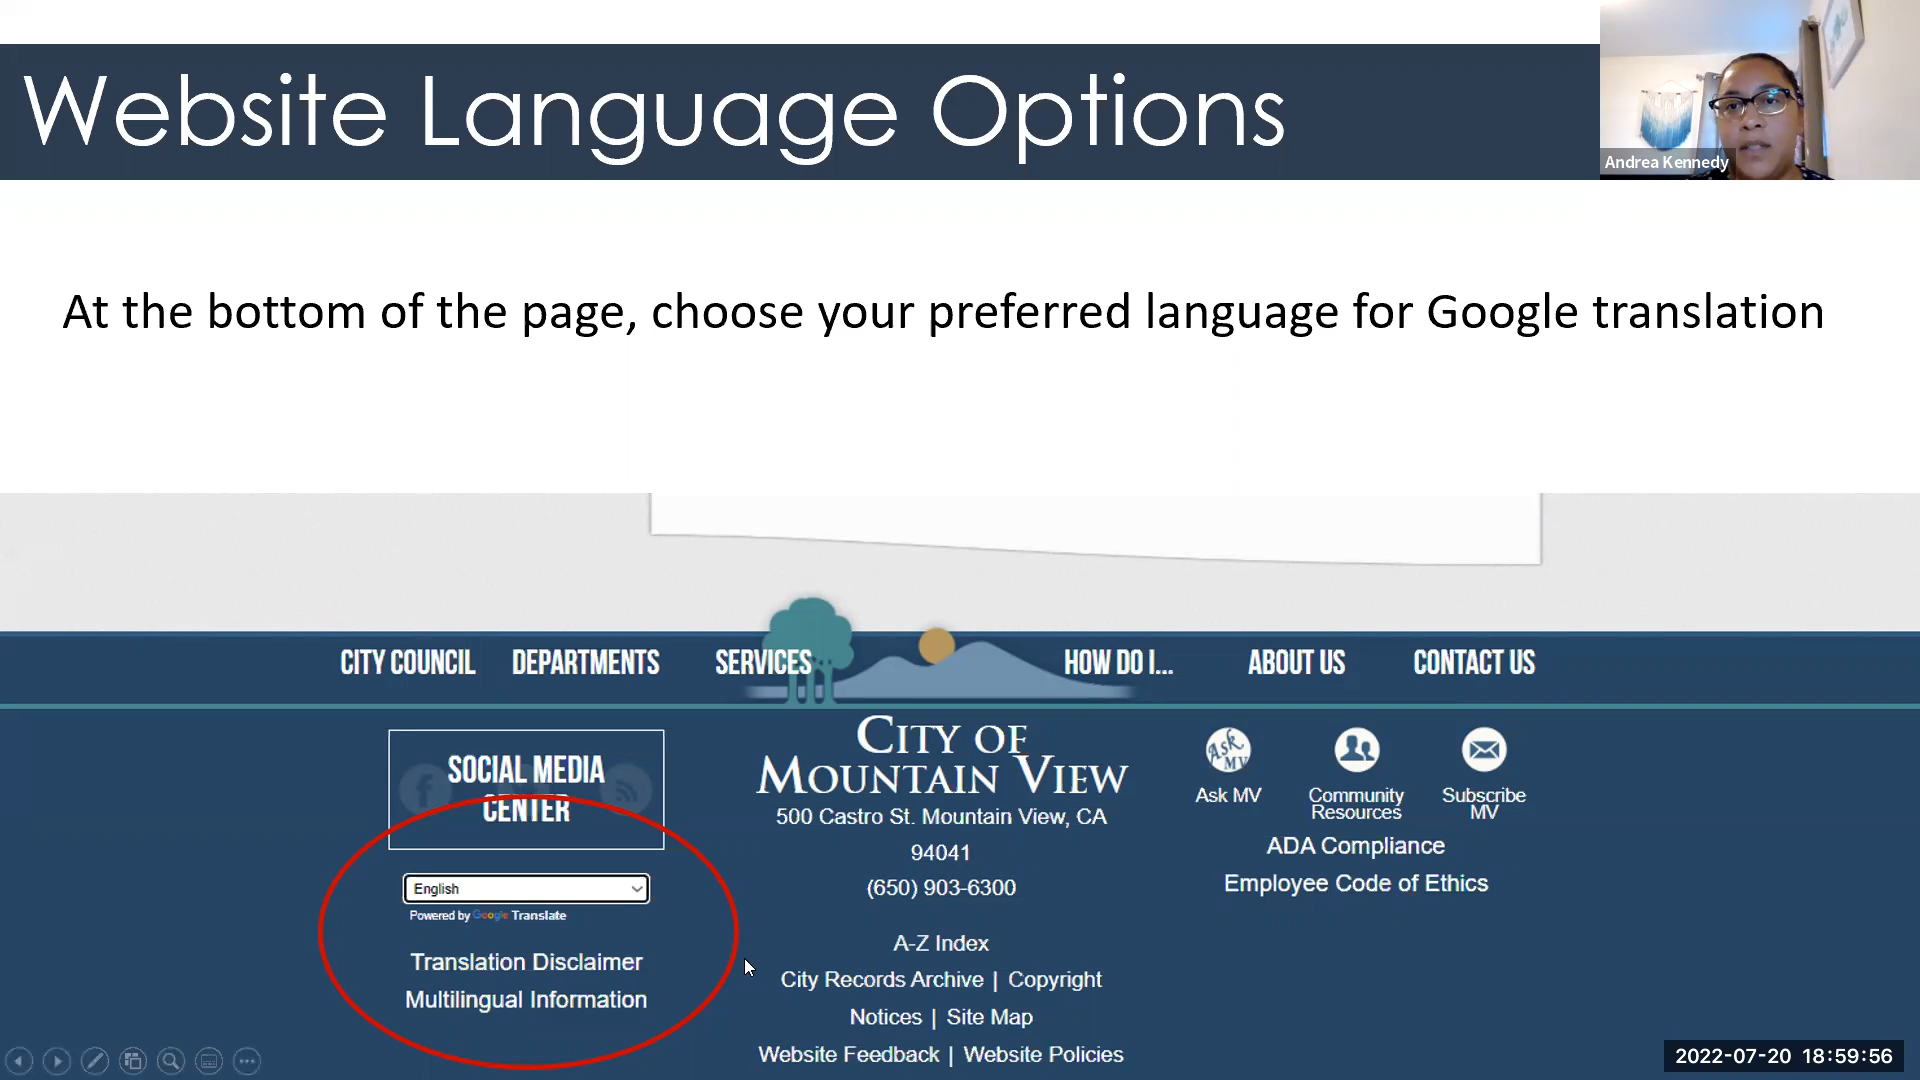 Website Language Options
Andrea Kennedy
At the bottom of the page, choose your preferred language for Google translation
CITY COUNCIL
DEPARTMENTS
SERVICES
HOW DO I...
ABOUT US
CONTACT US
SOCIAL MEDIA
CENTER
English
Powered by Google Translate
Translation Disclaimer
Multilingual Information
CITY OF
MOUNTAIN VIEW
500 Castro St. Mountain View, CA
94041
(650) 903-6300
A-Z Index
City Records Archive | Copyright
Notices | Site Map
Website Feedback | Website Policies
Ask MV
Ask MV
Community
Resources
Subscribe
MV
ADA Compliance
Employee Code of Ethics
2022-07-20 18:59:56